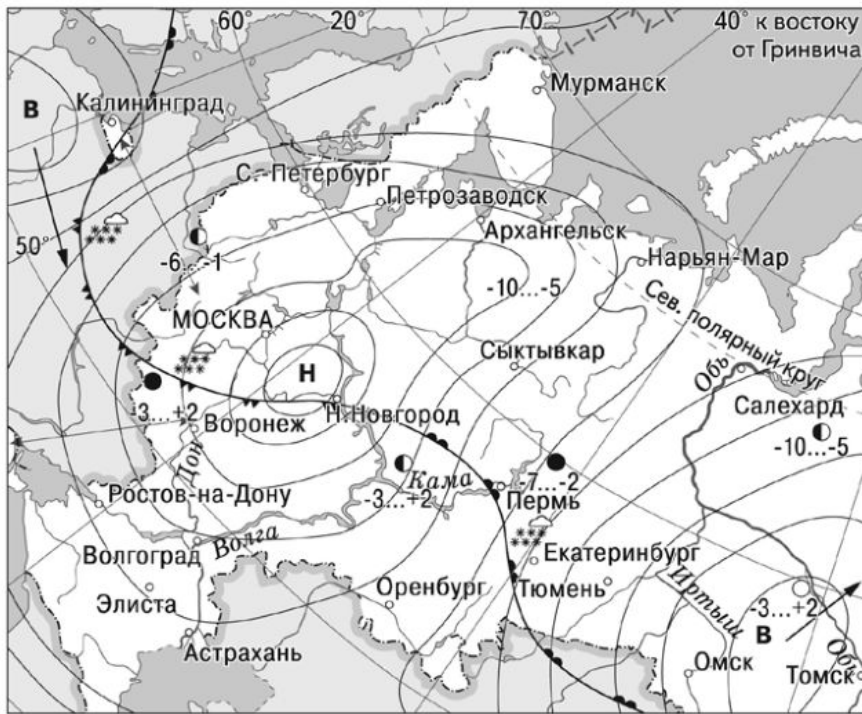 60° 20° 70° 40° к востоку
от Гринвича
Мурманск
В
Калининград
С.-Петербург
Петрозаводск
50°
Архангельск
-6...-1
Нарьян-Мар
-10...-5
МОСКВА
Сев. полярный круг
Сыктывкар
Обь
Н
Салехард
-3...+2
Н.Новгород
Воронеж
-10...-5
Дон
Кама
-7...-2
-3...+2
Пермь
Ростов-на-Дону
Волга
Волгоград
Екатеринбург
Элиста
Оренбург
Тюмень
Иртыш
-3...+2
В
Обь
Астрахань
Омск
Томск